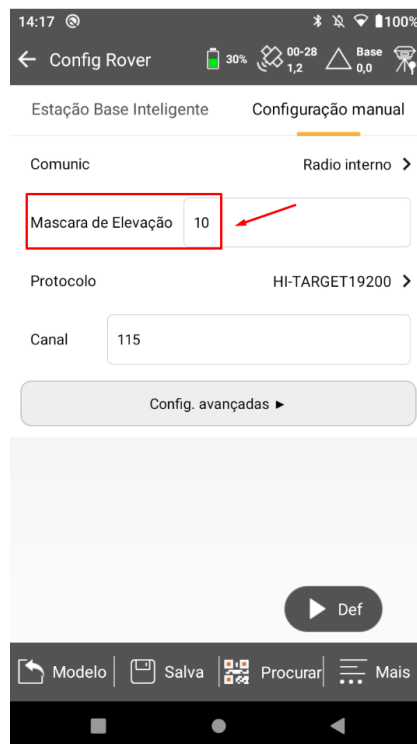 14:17 100%
Config Rover 30% 00-28 Base
1,2 0,0
Estação Base Inteligente Configuração manual
Comunic Radio interno
Mascara de Elevação 10
Protocolo HI-TARGET19200
Canal 115
Config. avançadas ►
Def
Modelo Salva Procurar Mais